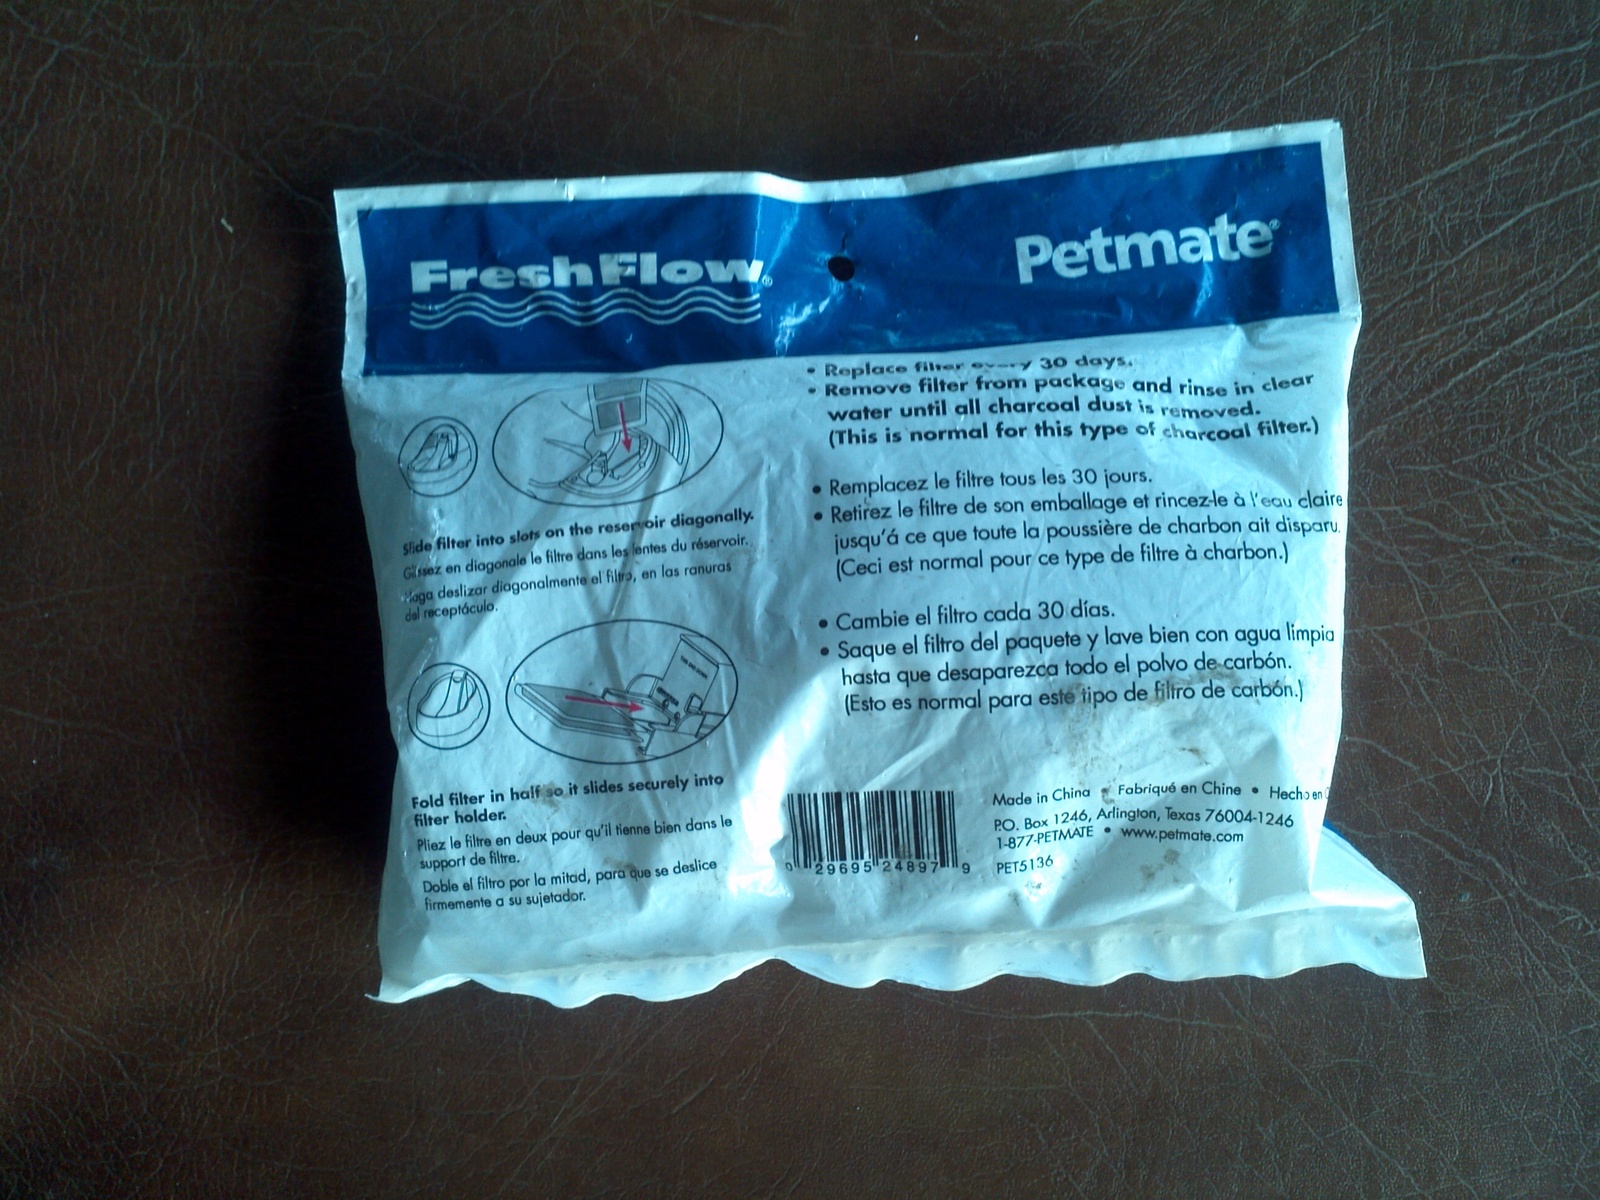 FreshFlow®
Petmate®
Slide filter into slots on the reservoir diagonally.
Glissez en diagonale le filtre dans les fentes du réservoir.
Haga deslizar diagonalmente el filtro, en las ranuras
del receptáculo.
Fold filter in half so it slides securely into
filter holder.
Pliez le filtre en deux pour qu'il tienne bien dans le
support de filtre.
Doble el filtro por la mitad, para que se deslice
firmemente a su sujetador.
• Replace filter every 30 days.
• Remove filter from package and rinse in clear
water until all charcoal dust is removed.
(This is normal for this type of charcoal filter.)
• Remplacez le filtre tous les 30 jours.
• Retirez le filtre de son emballage et rincez-le à l'eau claire
jusqu'á ce que toute la poussière de charbon ait disparu.
(Ceci est normal pour ce type de filtre à charbon.)
• Cambie el filtro cada 30 días.
• Saque el filtro del paquete y lave bien con agua limpia
hasta que desaparezca todo el polvo de carbón.
(Esto es normal para este tipo de filtro de carbón.)
0 29695 24897 9
Made in China • Fabriqué en Chine • Hecho en
P.O. Box 1246, Arlington, Texas 76004-1246
1-877-PETMATE • www.petmate.com
PET5136